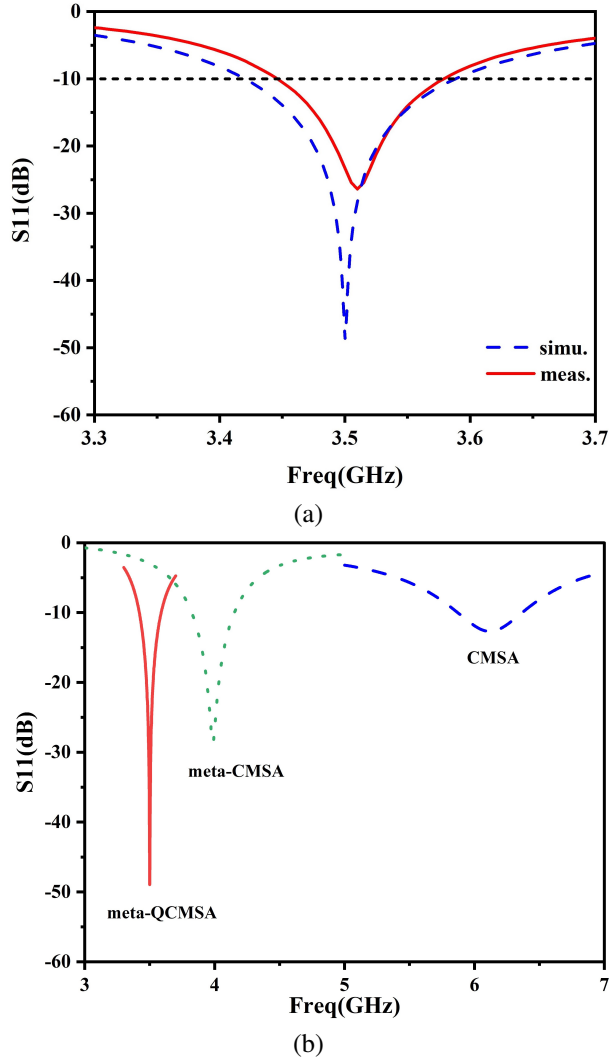 0
-10
-20
-30
-40
-50
-60
S11(dB)
simu.
meas.
3.3
3.4
3.5
3.6
3.7
Freq(GHz)
(a)
0
-10
-20
-30
-40
-50
-60
S11(dB)
CMSA
meta-CMSA
meta-QCMSA
3
4
5
6
7
Freq(GHz)
(b)